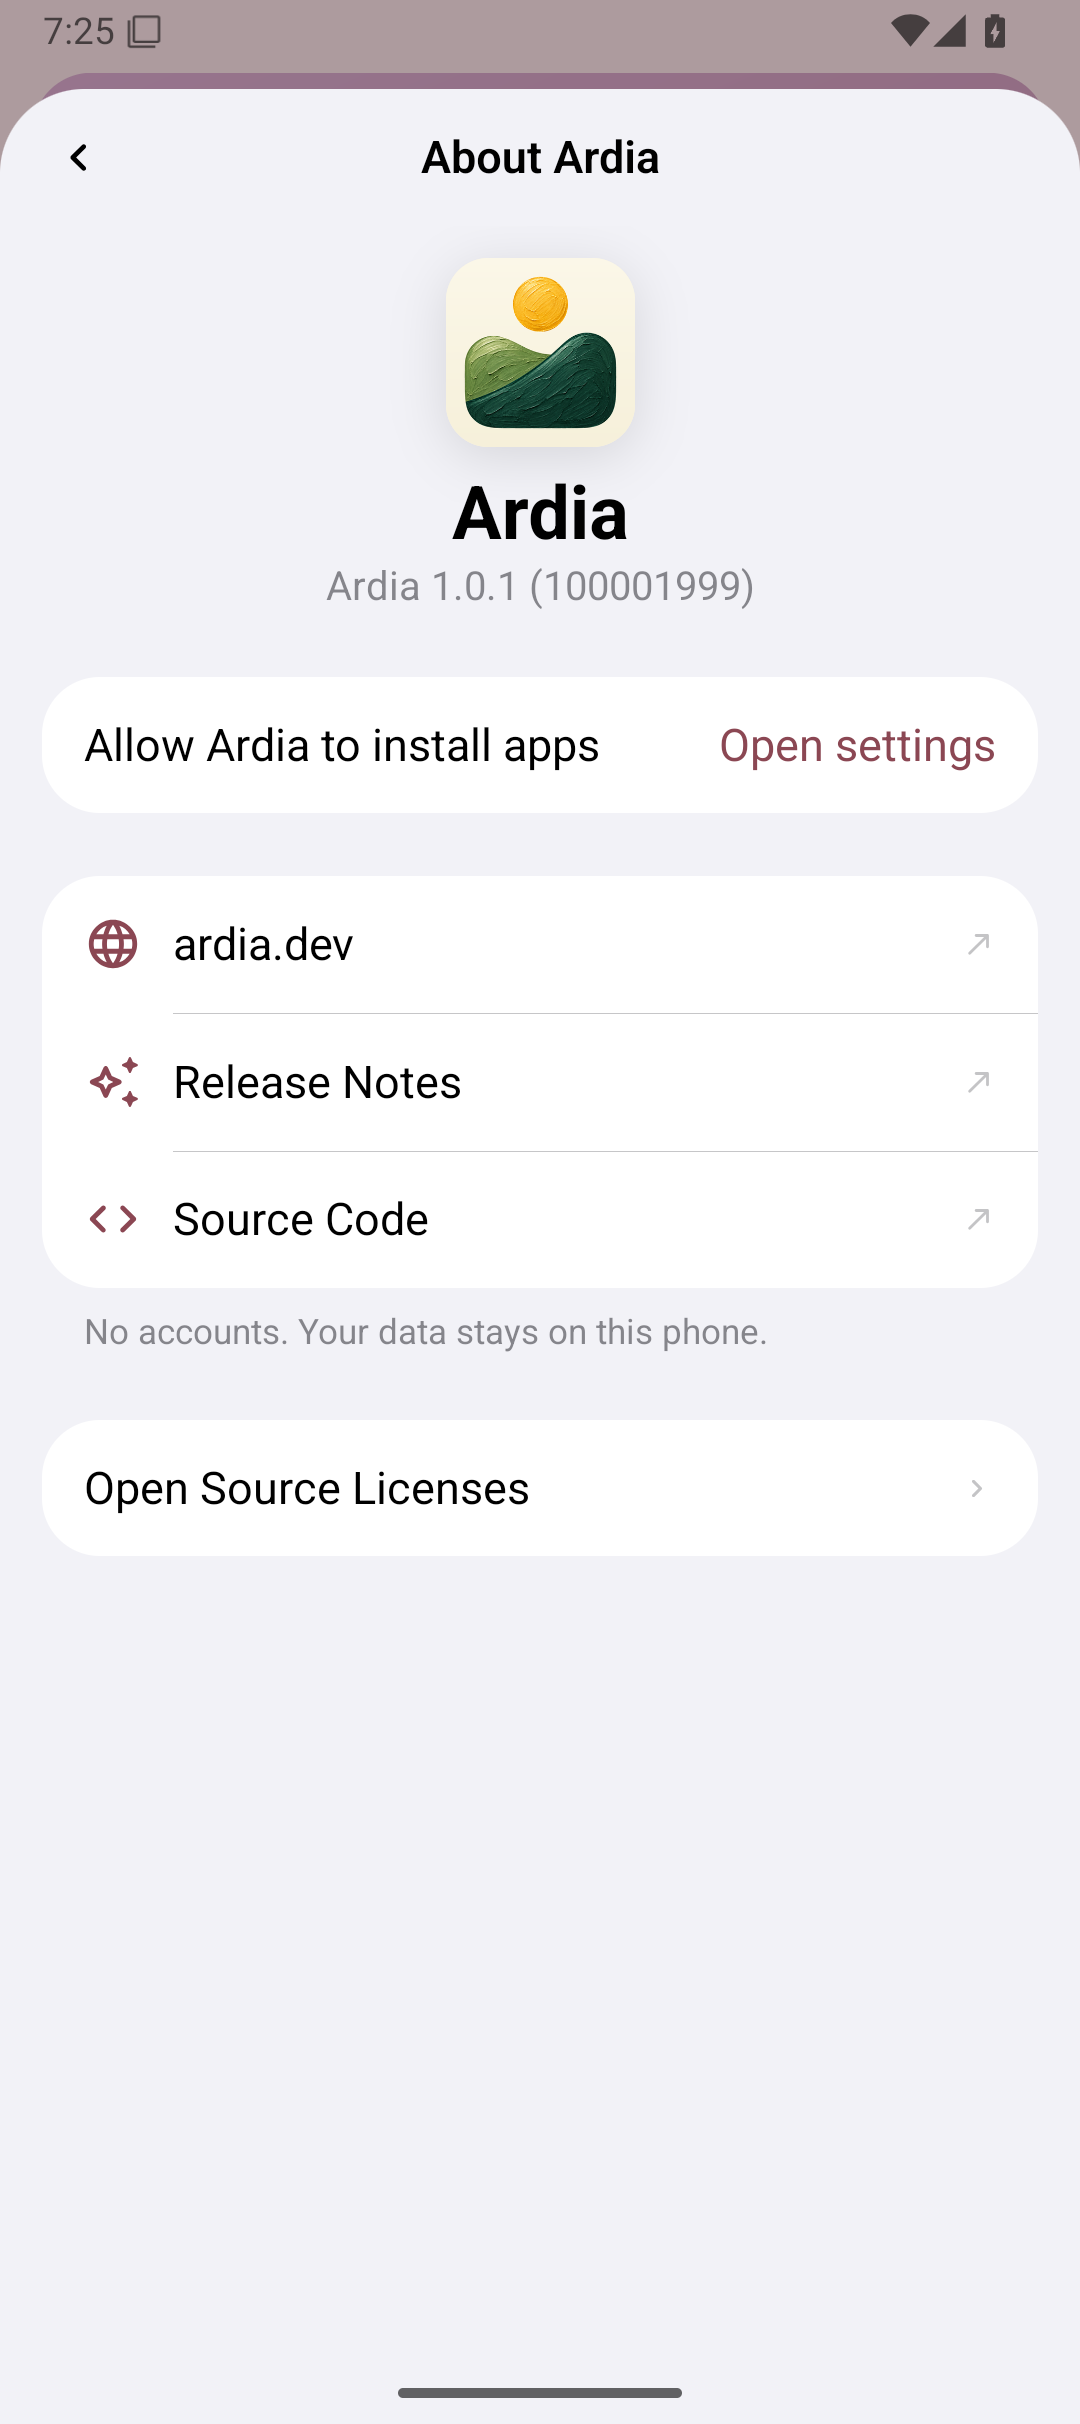 7:25
About Ardia
Ardia
Ardia 1.0.1 (100001999)
Allow Ardia to install apps Open settings
ardia.dev
Release Notes
Source Code
No accounts. Your data stays on this phone.
Open Source Licenses